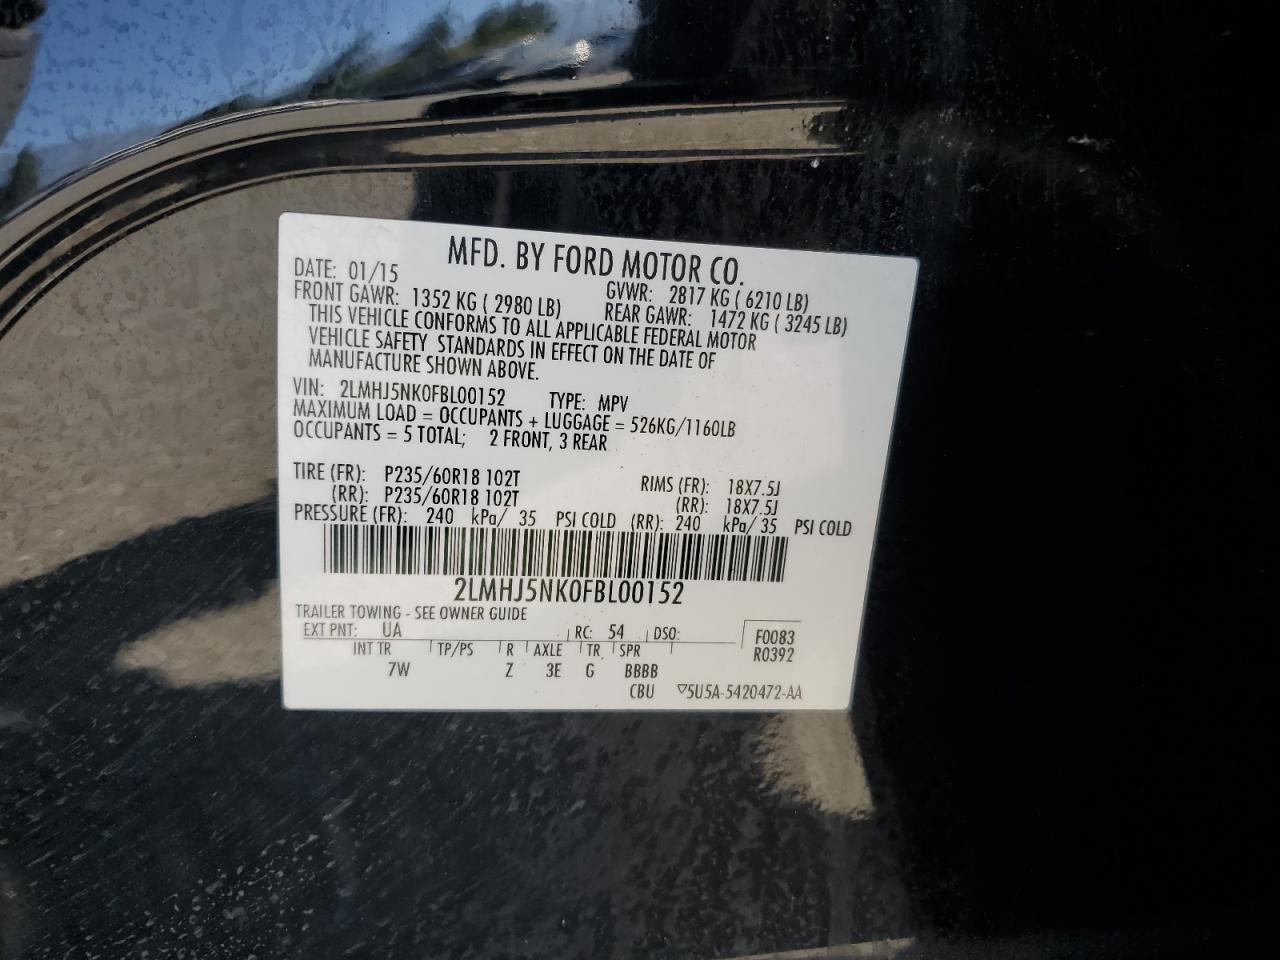 MFD. BY FORD MOTOR CO.
DATE: 01/15 GVWR: 2817 KG ( 6210 LB)
FRONT GAWR: 1352 KG ( 2980 LB) REAR GAWR: 1472 KG ( 3245 LB)
THIS VEHICLE CONFORMS TO ALL APPLICABLE FEDERAL MOTOR
VEHICLE SAFETY STANDARDS IN EFFECT ON THE DATE OF
MANUFACTURE SHOWN ABOVE.
VIN: 2LMHJ5NK0FBL00152 TYPE: MPV
MAXIMUM LOAD = OCCUPANTS + LUGGAGE = 526KG/1160LB
OCCUPANTS = 5 TOTAL; 2 FRONT, 3 REAR
TIRE (FR): P235/60R18 102T RIMS (FR): 18X7.5J
(RR): P235/60R18 102T (RR): 18X7.5J
PRESSURE (FR): 240 kPa/ 35 PSI COLD (RR): 240 kPa/ 35 PSI COLD
2LMHJ5NK0FBL00152
TRAILER TOWING - SEE OWNER GUIDE
EXT PNT: UA RC: 54 DSO: F0083
INT TR TP/PS R AXLE TR SPR R0392
7W Z 3E G BBBB
CBU ▽5U5A-5420472-AA